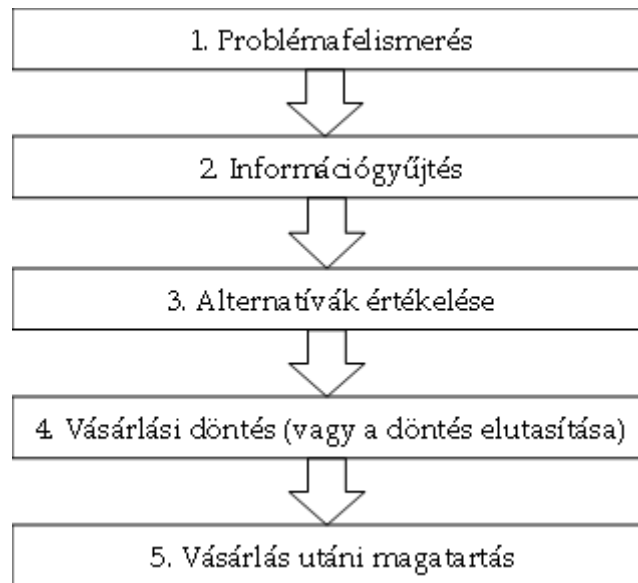 1. Problémafelismerés
2. Információgyűjtés
3. Alternatívák értékelése
4. Vásárlási döntés (vagy a döntés elutasítása)
5. Vásárlás utáni magatartás